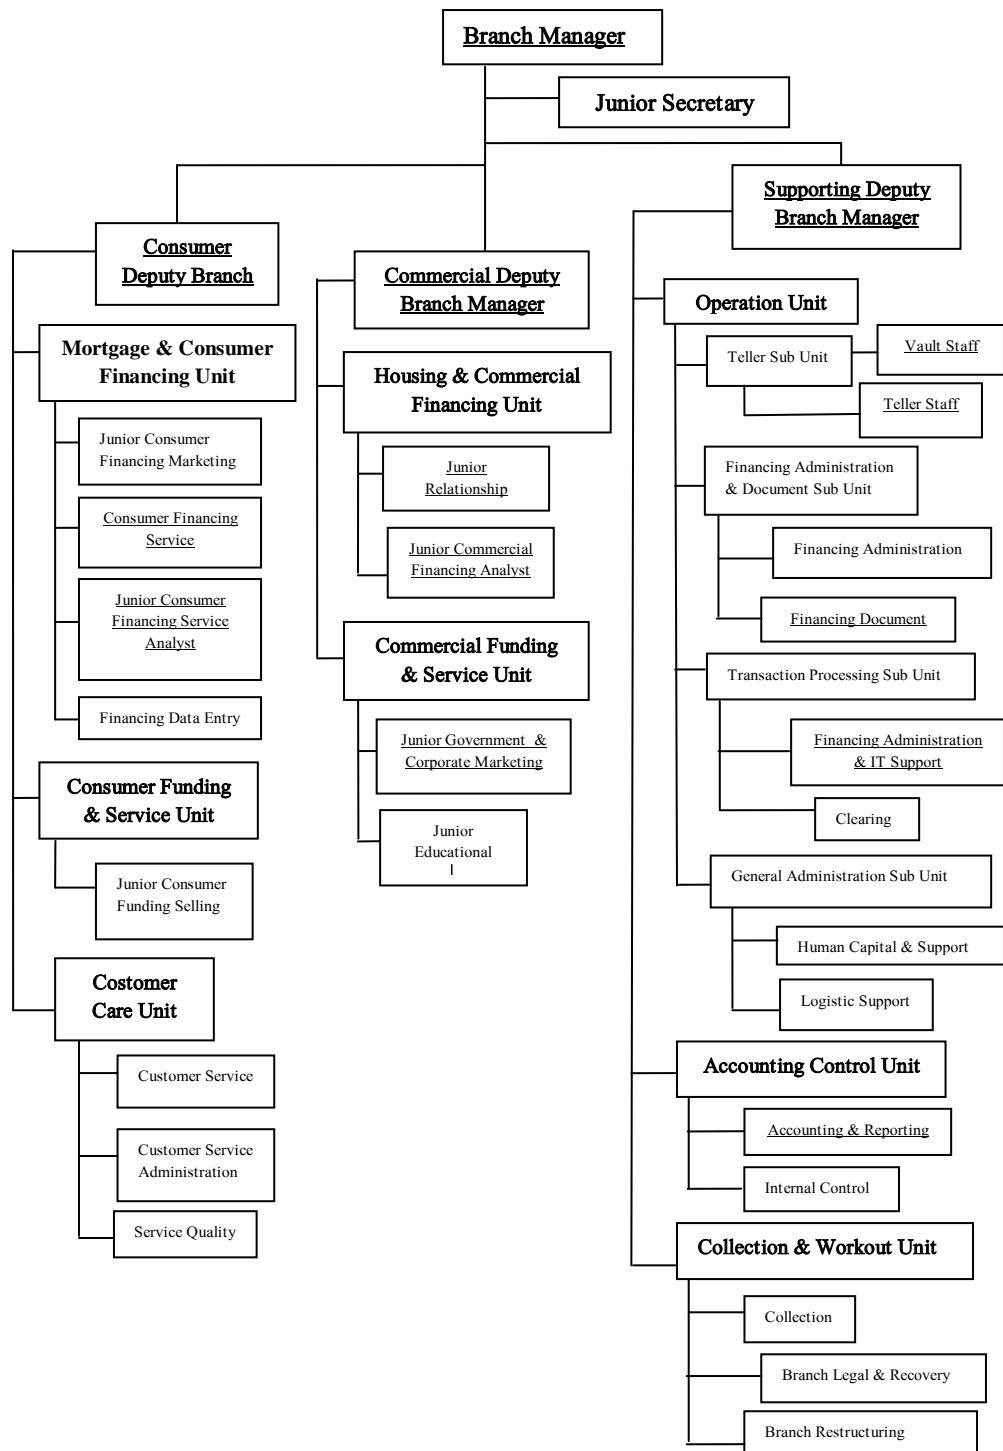 Branch Manager
Junior Secretary
Consumer
Deputy Branch
Mortgage & Consumer
Financing Unit
Junior Consumer
Financing Marketing
Consumer Financing
Service
Junior Consumer
Financing Service
Analyst
Financing Data Entry
Consumer Funding
& Service Unit
Junior Consumer
Funding Selling
Costomer
Care Unit
Customer Service
Customer Service
Administration
Service Quality
Commercial Deputy
Branch Manager
Housing & Commercial
Financing Unit
Junior
Relationship
Junior Commercial
Financing Analyst
Commercial Funding
& Service Unit
Junior Government &
Corporate Marketing
Junior
Educational
Supporting Deputy
Branch Manager
Operation Unit
Teller Sub Unit
Vault Staff
Teller Staff
Financing Administration
& Document Sub Unit
Financing Administration
Financing Document
Transaction Processing Sub Unit
Financing Administration
& IT Support
Clearing
General Administration Sub Unit
Human Capital & Support
Logistic Support
Accounting Control Unit
Accounting & Reporting
Internal Control
Collection & Workout Unit
Collection
Branch Legal & Recovery
Branch Restructuring